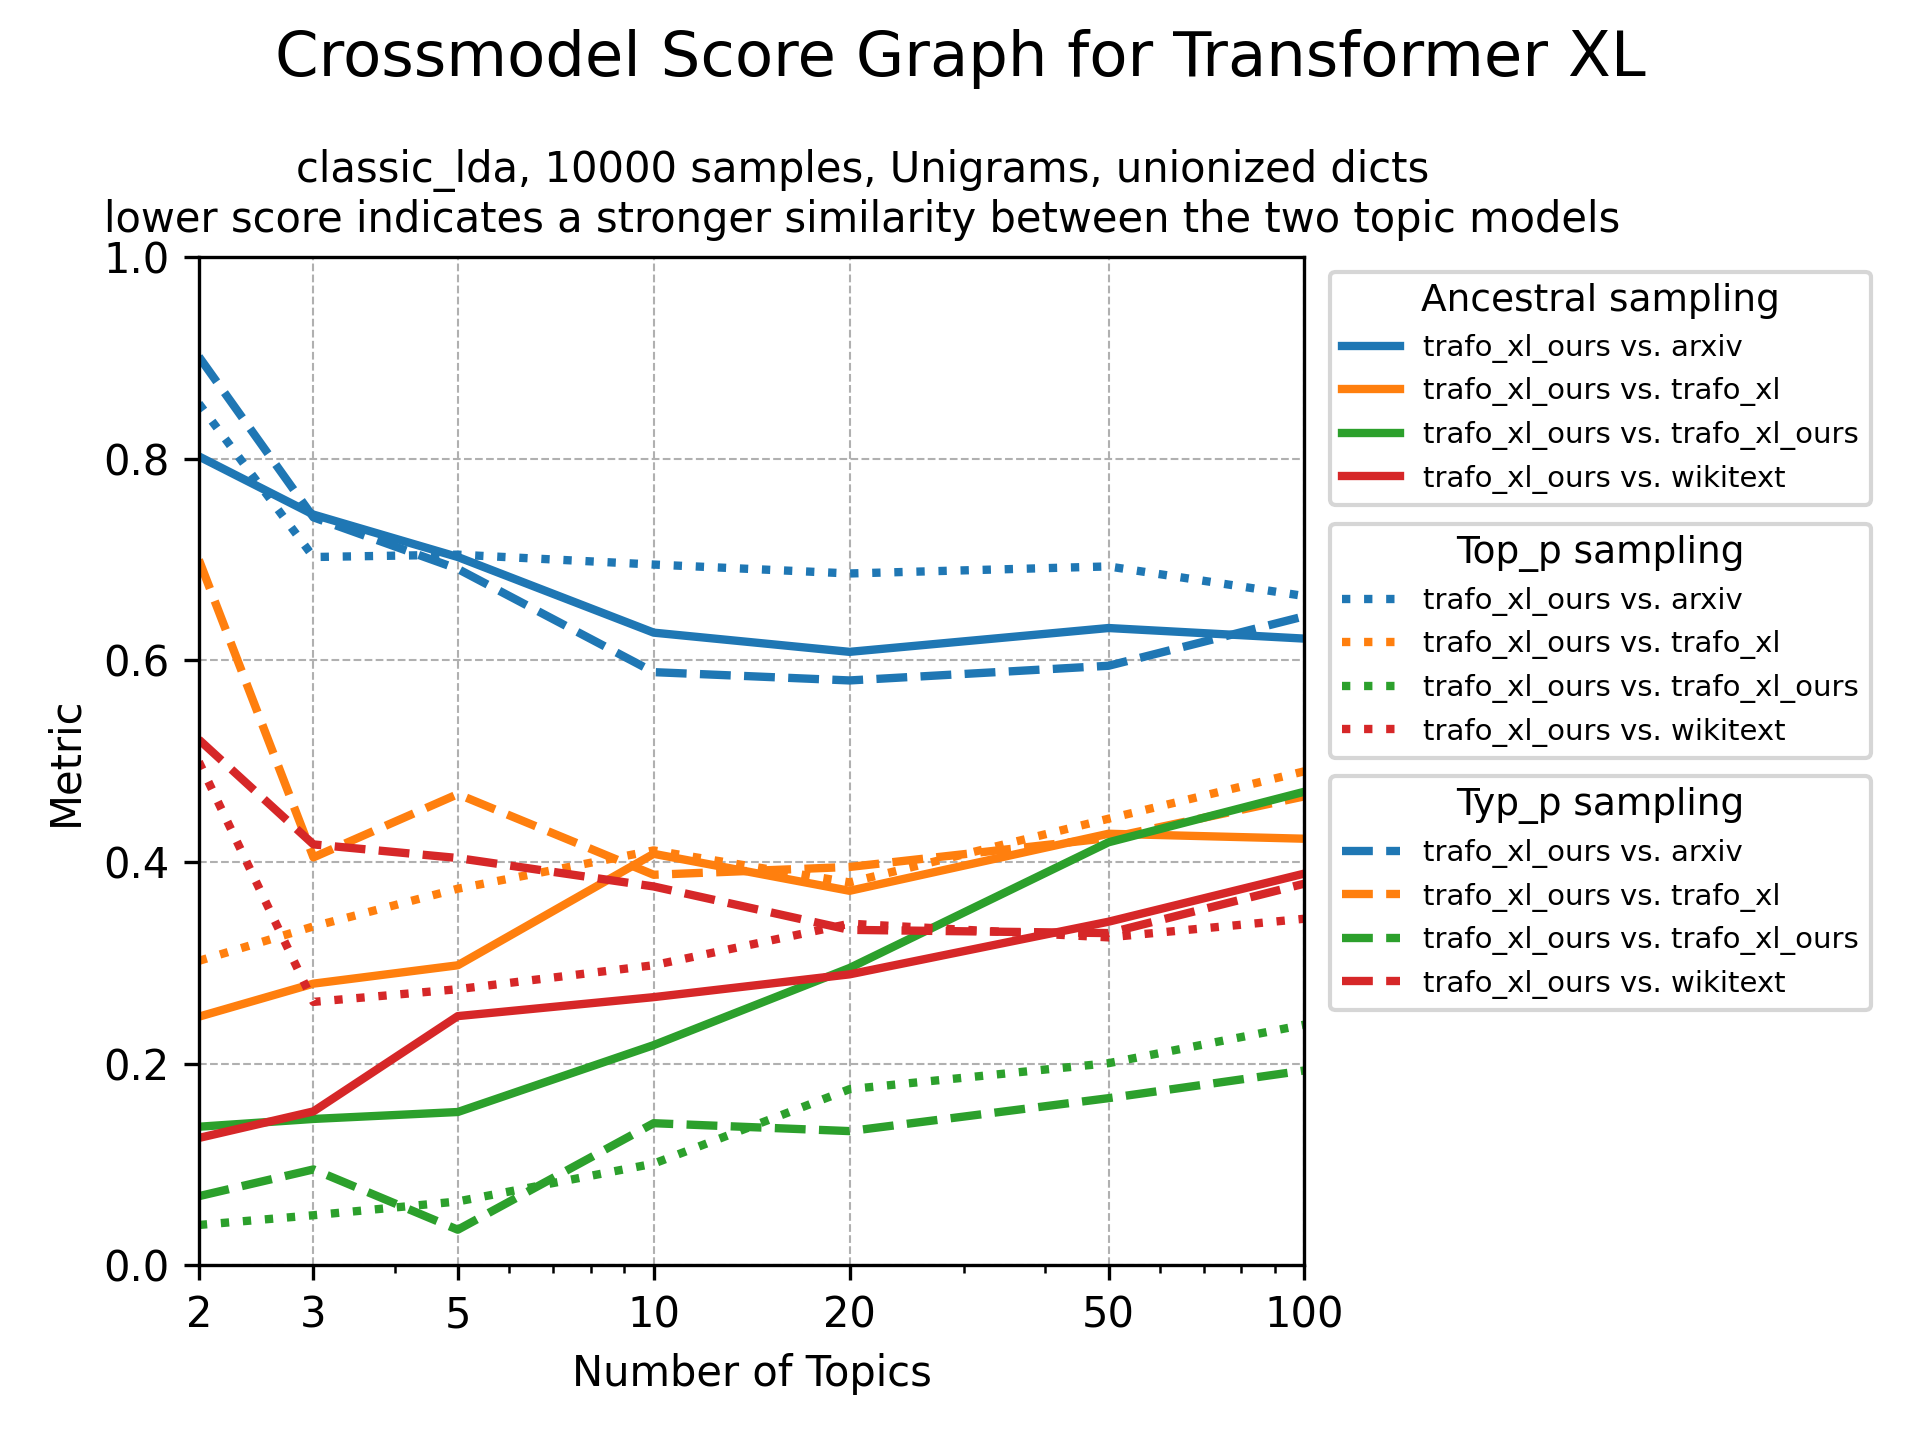 Crossmodel Score Graph for Transformer XL
classic_lda, 10000 samples, Unigrams, unionized dicts
lower score indicates a stronger similarity between the two topic models
1.0
0.8
0.6
0.4
0.2
0.0
Metric
2 3 5 10 20 50 100
Number of Topics
Ancestral sampling
trafo_xl_ours vs. arxiv
trafo_xl_ours vs. trafo_xl
trafo_xl_ours vs. trafo_xl_ours
trafo_xl_ours vs. wikitext
Top_p sampling
trafo_xl_ours vs. arxiv
trafo_xl_ours vs. trafo_xl
trafo_xl_ours vs. trafo_xl_ours
trafo_xl_ours vs. wikitext
Typ_p sampling
trafo_xl_ours vs. arxiv
trafo_xl_ours vs. trafo_xl
trafo_xl_ours vs. trafo_xl_ours
trafo_xl_ours vs. wikitext